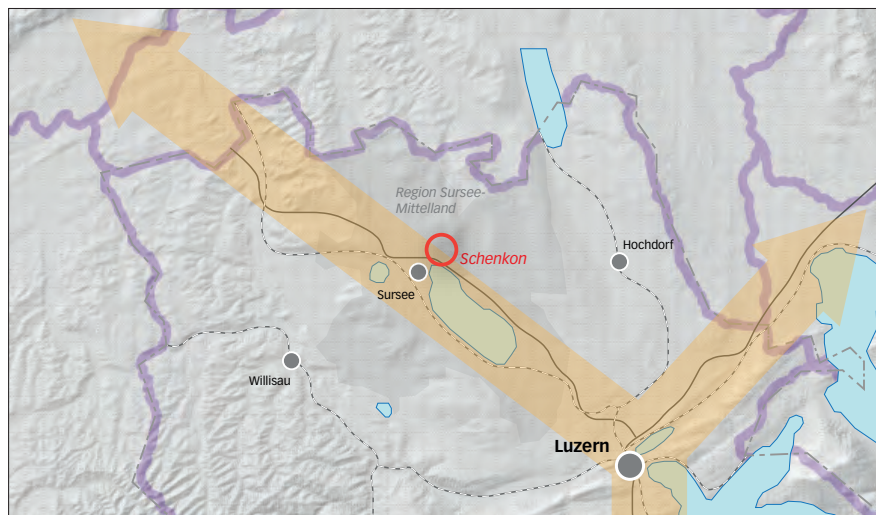 Region Sursee-
Mittelland
Hochdorf
Schenkon
Sursee
Willisau
Luzern